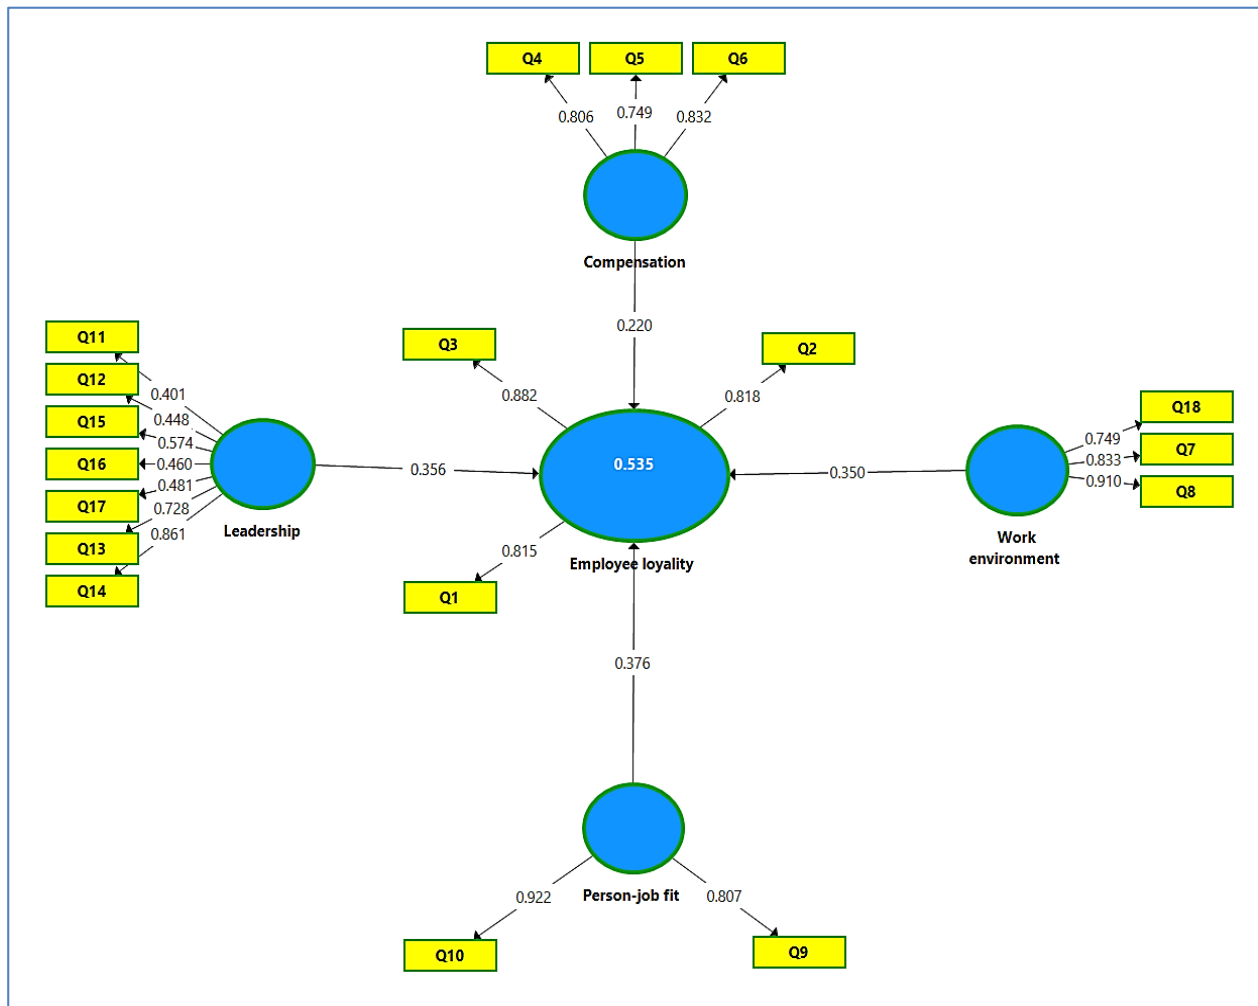 Q4
Q5
Q6
0.806
0.749
0.832
Compensation
0.220
Q11
Q12
Q15
Q16
Q17
Q13
Q14
0.401
0.448
0.574
0.460
0.481
0.728
0.861
Leadership
0.356
Q3
Q2
0.882
0.818
0.535
0.815
Employee loyality
Q1
0.350
Q18
Q7
Q8
0.749
0.833
0.910
Work
environment
0.376
Person-job fit
0.922
0.807
Q10
Q9